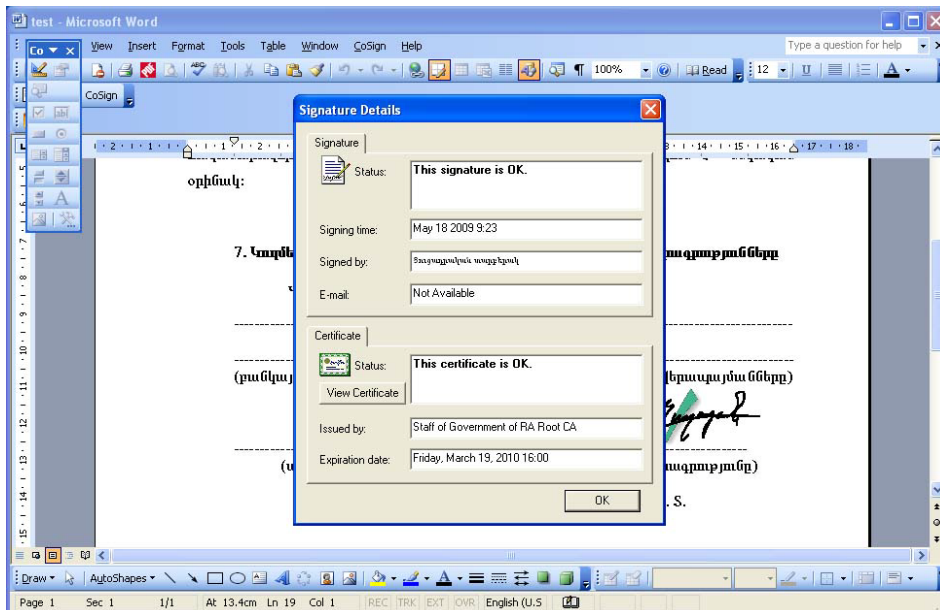 test - Microsoft Word
Co
View Insert Format Tools Table Window CoSign Help
Type a question for help
100%
Read
12
CoSign
Signature Details
Signature
Status:
This signature is OK.
Signing time:
May 18 2009 9:23
Signed by:
Ցուցադրական տարբերակ
E-mail:
Not Available
Certificate
Status:
This certificate is OK.
View Certificate
Issued by:
Staff of Government of RA Root CA
Expiration date:
Friday, March 19, 2010 16:00
OK
օրինակ:
7.
. S.
Draw AutoShapes
Page 1 Sec 1 1/1 At 13.4cm Ln 19 Col 1 REC TRK EXT OVR English (U.S